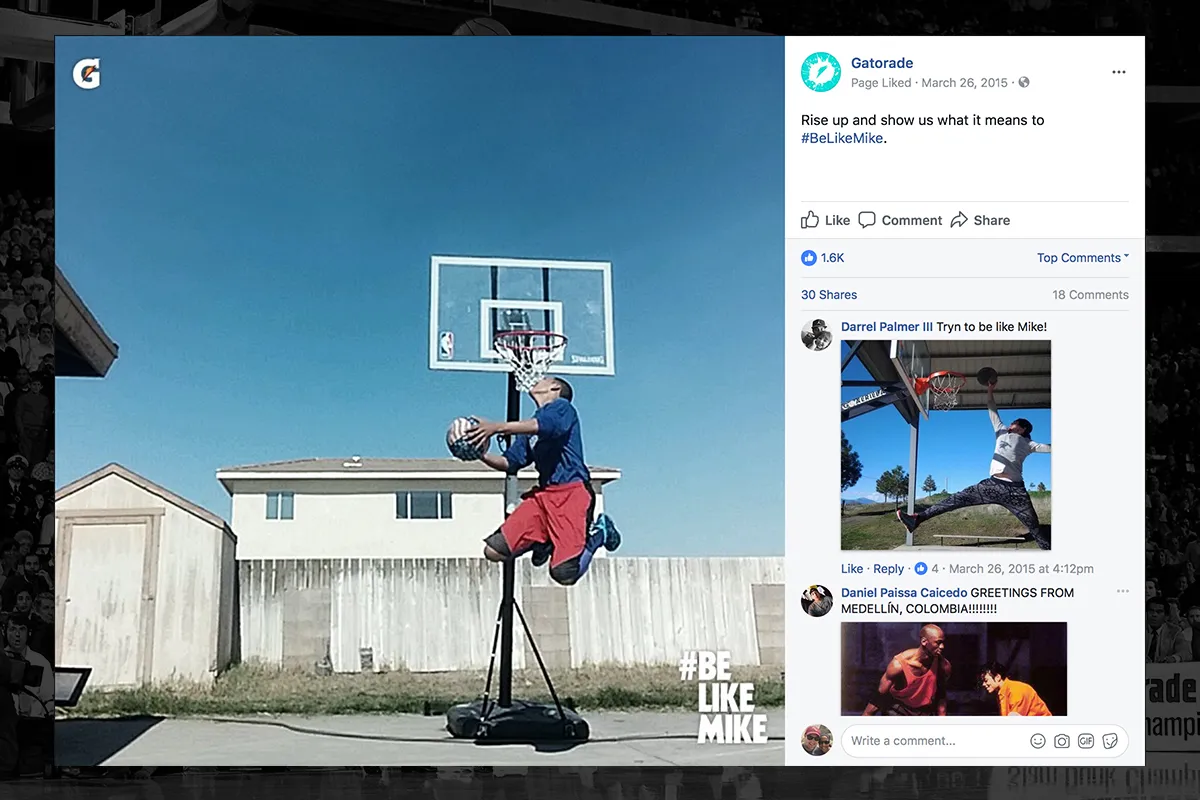 G
Gatorade
Page Liked · March 26, 2015 ·
Rise up and show us what it means to
#BeLikeMike.
Like Comment Share
1.6K
Top Comments
30 Shares
18 Comments
SPALDING
Darrel Palmer III Tryn to be like Mike!
Like · Reply · 4 · March 26, 2015 at 4:12pm
Daniel Paissa Caicedo GREETINGS FROM
MEDELLÍN, COLOMBIA!!!!!!!!
#BE
LIKE
MIKE
Write a comment...
GIF